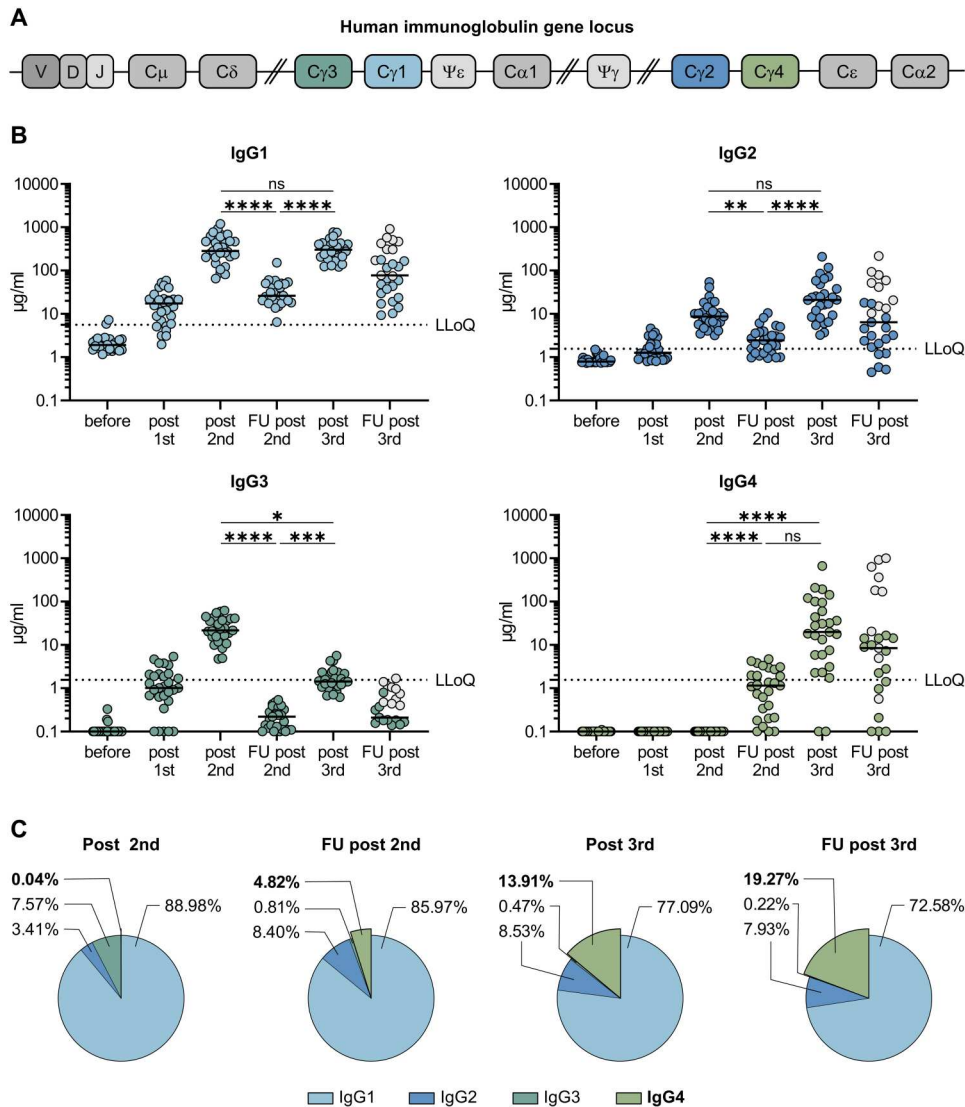 A
Human immunoglobulin gene locus
V D J Cμ Cδ Cγ3 Cγ1 Ψε Cα1 Ψγ Cγ2 Cγ4 Cε Cα2
B
IgG1
10000
1000
100
10
1
0.1
μg/ml
ns
**** ****
LLoQ
before post 1st post 2nd FU post 2nd post 3rd FU post 3rd
IgG2
10000
1000
100
10
1
0.1
μg/ml
ns
** ****
LLoQ
before post 1st post 2nd FU post 2nd post 3rd FU post 3rd
IgG3
10000
1000
100
10
1
0.1
μg/ml
*
**** ***
LLoQ
before post 1st post 2nd FU post 2nd post 3rd FU post 3rd
IgG4
10000
1000
100
10
1
0.1
μg/ml
****
**** ns
LLoQ
before post 1st post 2nd FU post 2nd post 3rd FU post 3rd
C
Post 2nd
0.04%
7.57%
3.41%
88.98%
FU post 2nd
4.82%
0.81%
8.40%
85.97%
Post 3rd
13.91%
0.47%
8.53%
77.09%
FU post 3rd
19.27%
0.22%
7.93%
72.58%
IgG1 IgG2 IgG3 IgG4